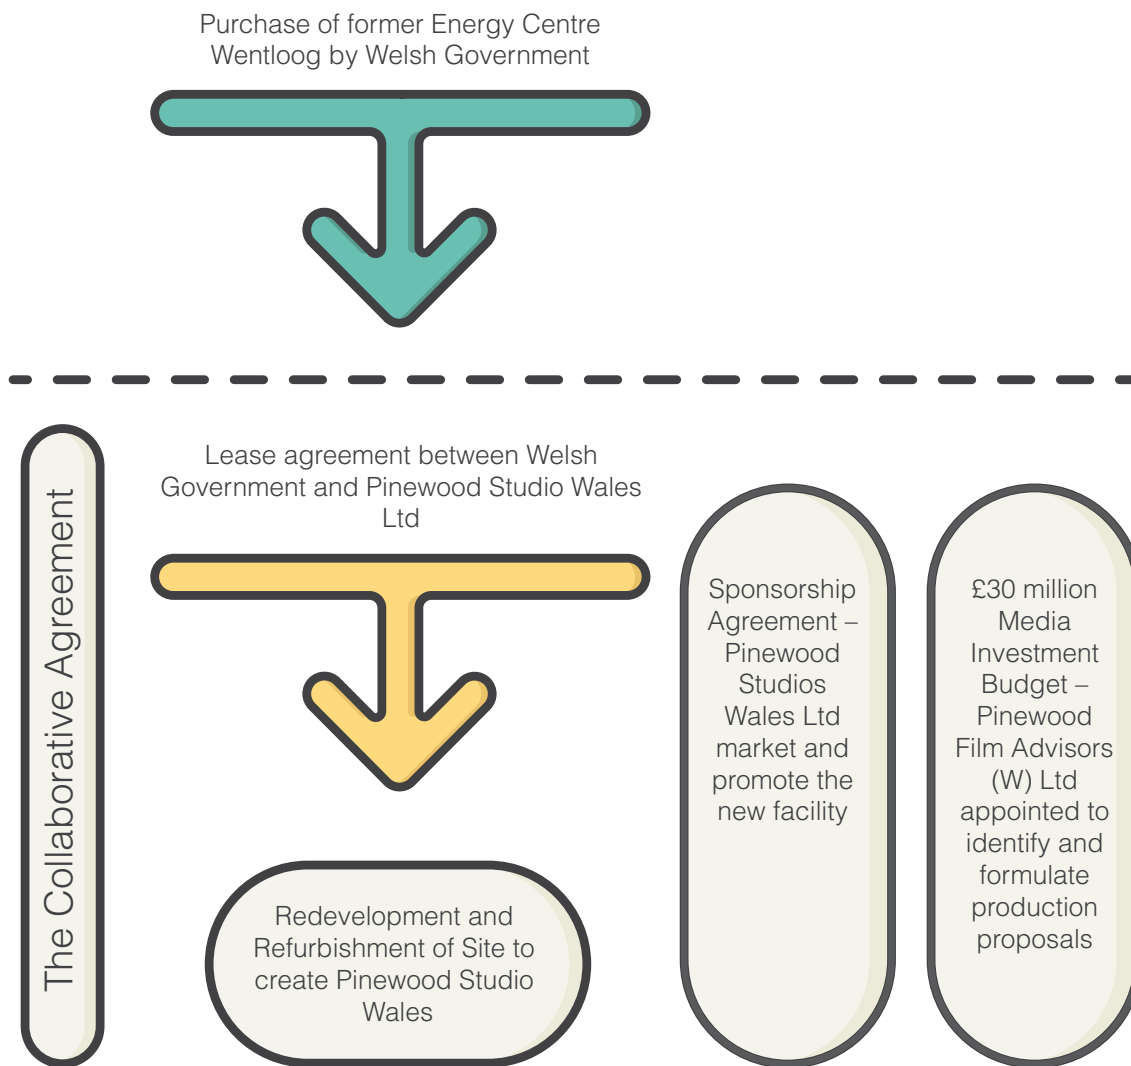 Purchase of former Energy Centre
Wentloog by Welsh Government
The Collaborative Agreement
Lease agreement between Welsh
Government and Pinewood Studio Wales
Ltd
Redevelopment and
Refurbishment of Site to
create Pinewood Studio
Wales
Sponsorship
Agreement –
Pinewood
Studios
Wales Ltd
market and
promote the
new facility
£30 million
Media
Investment
Budget –
Pinewood
Film Advisors
(W) Ltd
appointed to
identify and
formulate
production
proposals